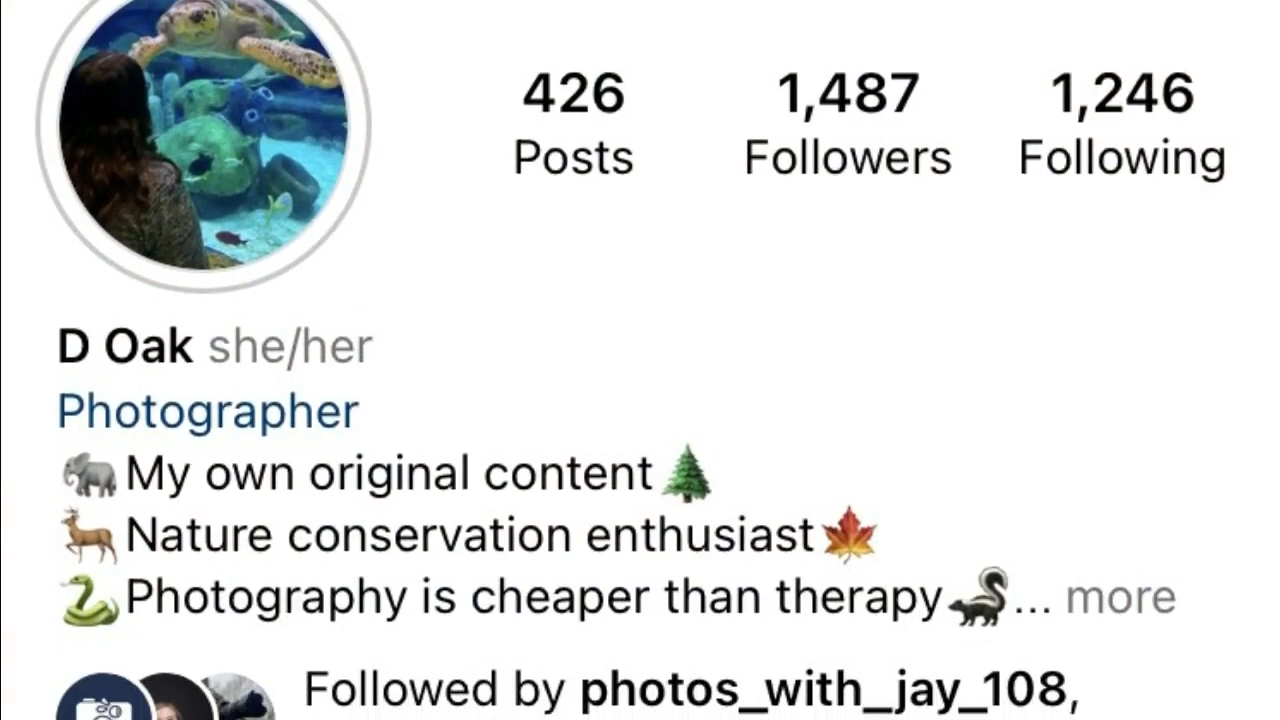 426 1,487 1,246
Posts Followers Following
D Oak she/her
Photographer
🐘My own original content🌲
🦌Nature conservation enthusiast🍁
🐍Photography is cheaper than therapy🦨... more
Followed by photos_with_jay_108,